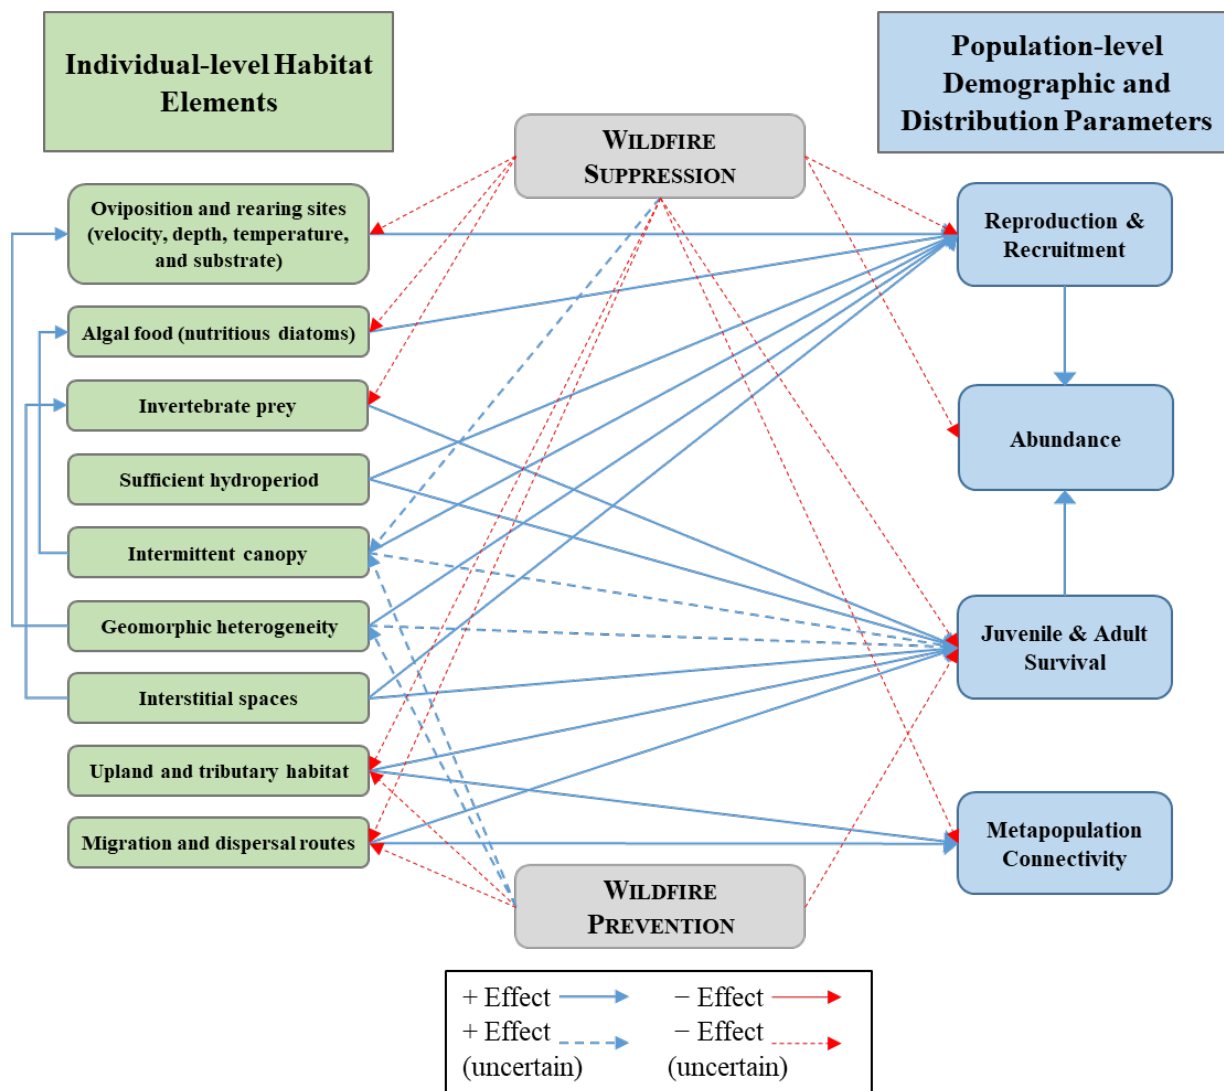 Individual-level Habitat
Elements
Population-level
Demographic and
Distribution Parameters
WILDFIRE
SUPPRESSION
Oviposition and rearing sites
(velocity, depth, temperature,
and substrate)
Algal food (nutritious diatoms)
Invertebrate prey
Sufficient hydroperiod
Intermittent canopy
Geomorphic heterogeneity
Interstitial spaces
Upland and tributary habitat
Migration and dispersal routes
Reproduction &
Recruitment
Abundance
Juvenile & Adult
Survival
Metapopulation
Connectivity
WILDFIRE
PREVENTION
+ Effect
− Effect
+ Effect
(uncertain)
− Effect
(uncertain)